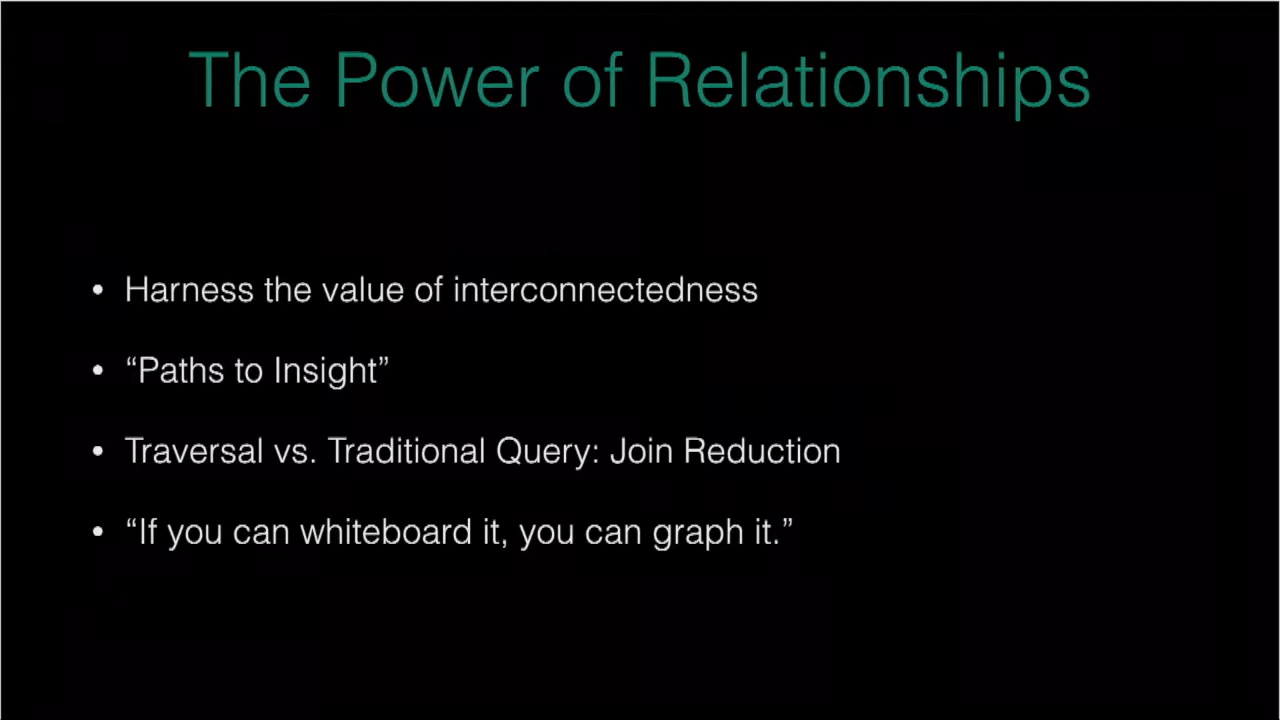 The Power of Relationships
• Harness the value of interconnectedness
• “Paths to Insight”
• Traversal vs. Traditional Query: Join Reduction
• “If you can whiteboard it, you can graph it.”